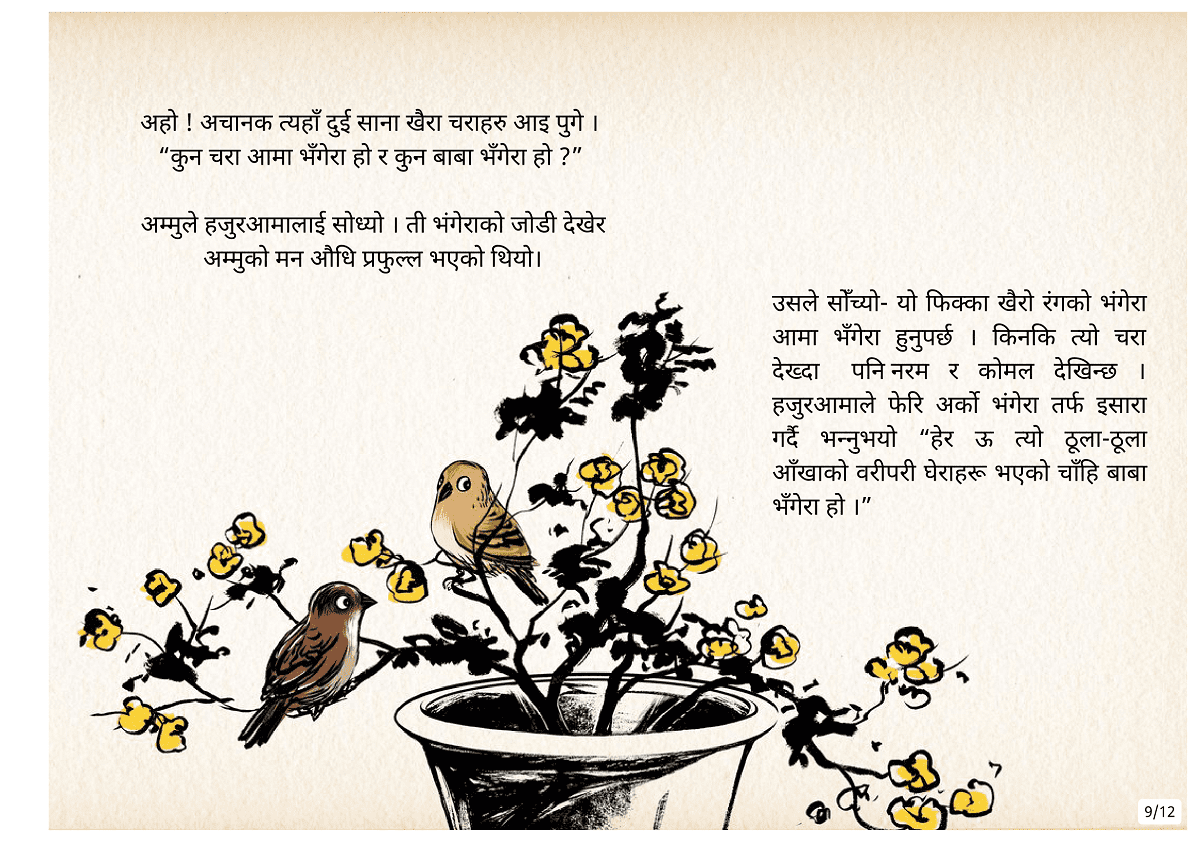 अहो ! अचानक त्यहाँ दुई साना खैरा चराहरु आइ पुगे ।
“कुन चरा आमा भँगेरा हो र कुन बाबा भँगेरा हो ?”
अम्मुले हजुरआमालाई सोध्यो । ती भंगेराको जोडी देखेर
अम्मुको मन औधि प्रफुल्ल भएको थियो।
उसले सोँच्यो- यो फिक्का खैरो रंगको भंगेरा
आमा भँगेरा हुनुपर्छ । किनकि त्यो चरा
देख्दा पनि नरम र कोमल देखिन्छ ।
हजुरआमाले फेरि अर्को भंगेरा तर्फ इसारा
गर्दै भन्नुभयो “हेर ऊ त्यो ठूला-ठूला
आँखाको वरीपरी घेराहरू भएको चाँहि बाबा
भँगेरा हो ।”
9/12